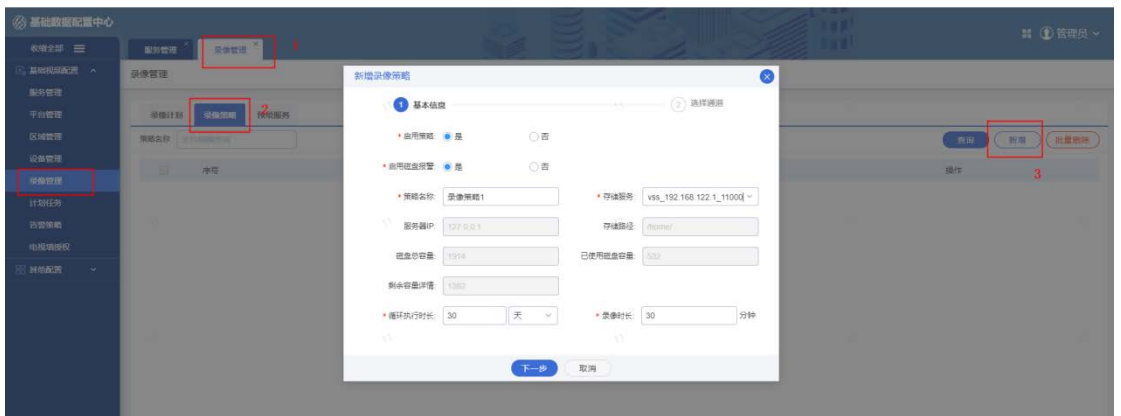 基础数据配置中心
管理员
收缩全部
服务管理 录像管理 1
基础视频配置
录像管理
服务管理
平台管理
区域管理
设备管理
录像管理
计划任务
告警策略
电视墙授权
其他配置
录像计划 录像策略 2 预续服务
策略名称
查询 新增 批量删除
序号 操作
3
新增录像策略
1 基本信息 2 选择通道
* 启用策略: 是 否
* 启用磁盘报警: 是 否
* 策略名称: 录像策略1 * 存储服务: vss_192.168.122.1_11000
服务器IP: 127.0.0.1 存储路径: /home/
磁盘总容量: 1914 已使用磁盘容量: 532
剩余容量详情: 1382
* 循环执行时长: 30 天 * 录像时长: 30 分钟
下一步 取消